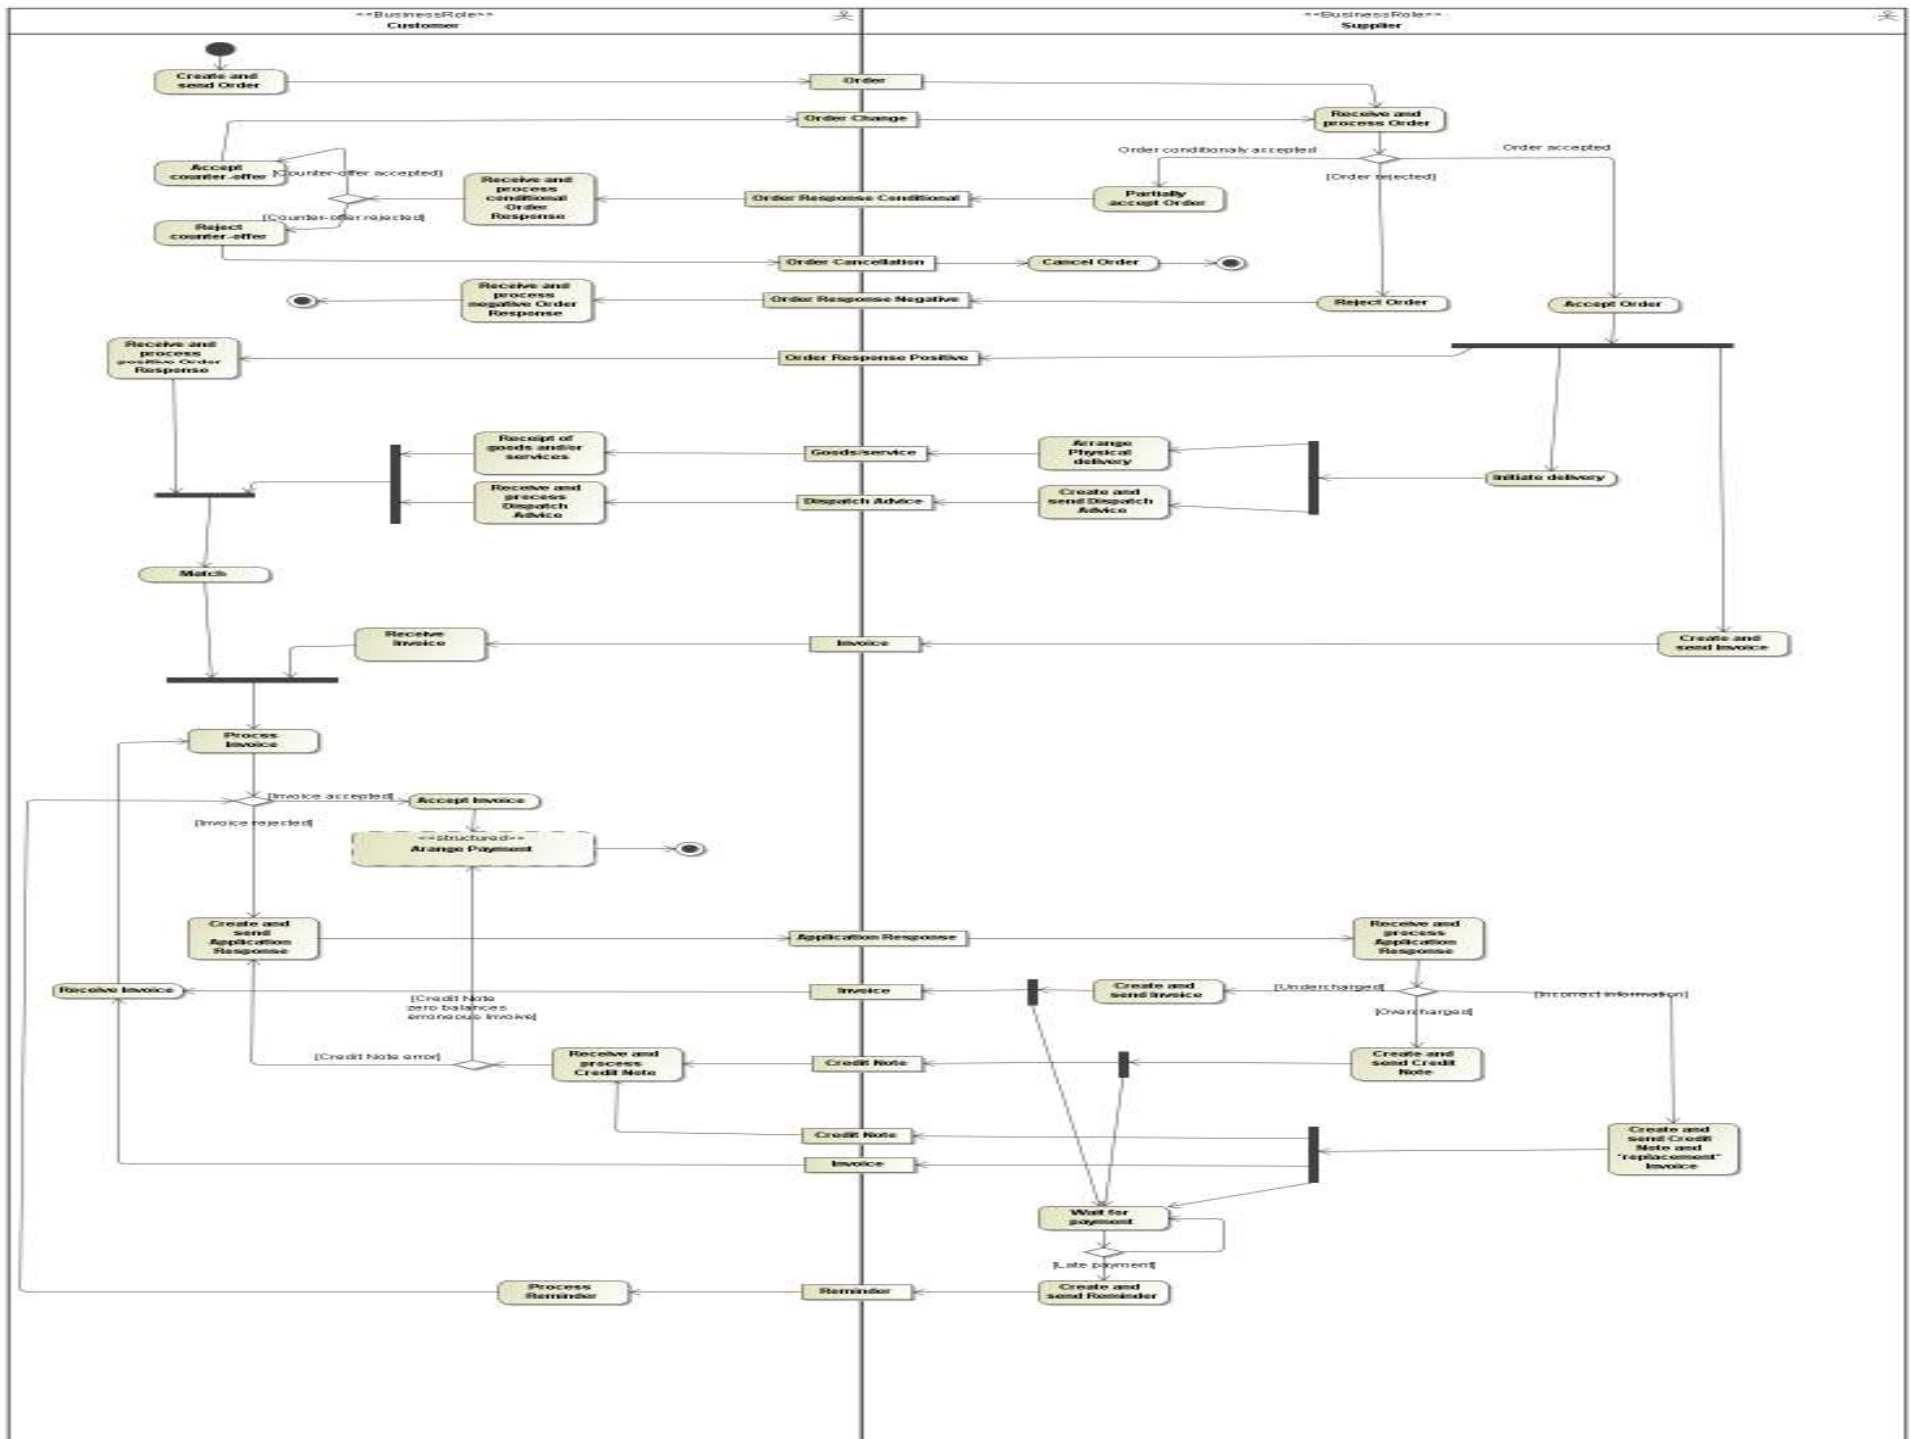 <<BusinessRole>>
Customer
<<BusinessRole>>
Supplier
Create and
send Order
Order
Receive and
process Order
Order Change
Order conditionaly accepted
Order accepted
[Order rejected]
Accept
counter-offer
[Counter-offer accepted]
Receive and
process
conditional
Order
Response
Order Response Conditional
Partially
accept Order
[Counter-offer rejected]
Reject
counter-offer
Order Cancellation
Cancel Order
Receive and
process
negative Order
Response
Order Response Negative
Reject Order
Accept Order
Receive and
process
positive Order
Response
Order Response Positive
Receipt of
goods and/or
services
Goods/service
Arrange
Physical
delivery
Initiate delivery
Receive and
process
Dispatch
Advice
Dispatch Advice
Create and
send Dispatch
Advice
Match
Receive
Invoice
Invoice
Create and
send Invoice
Process
Invoice
[Invoice accepted]
Accept Invoice
[Invoice rejected]
<<structured>>
Arange Payment
Create and
send
Application
Response
Application Response
Receive and
process
Application
Response
Receive Invoice
[Credit Note
zero balances
erroneous Invoive]
Invoice
Create and
send Invoice
[Undercharged]
[Incorrect information]
[Overcharged]
[Credit Note error]
Receive and
process
Credit Note
Credit Note
Create and
send Credit
Note
Credit Note
Create and
send Credit
Note and
"replacement"
Invoice
Invoice
Wait for
payment
[Late payment]
Process
Reminder
Reminder
Create and
send Reminder